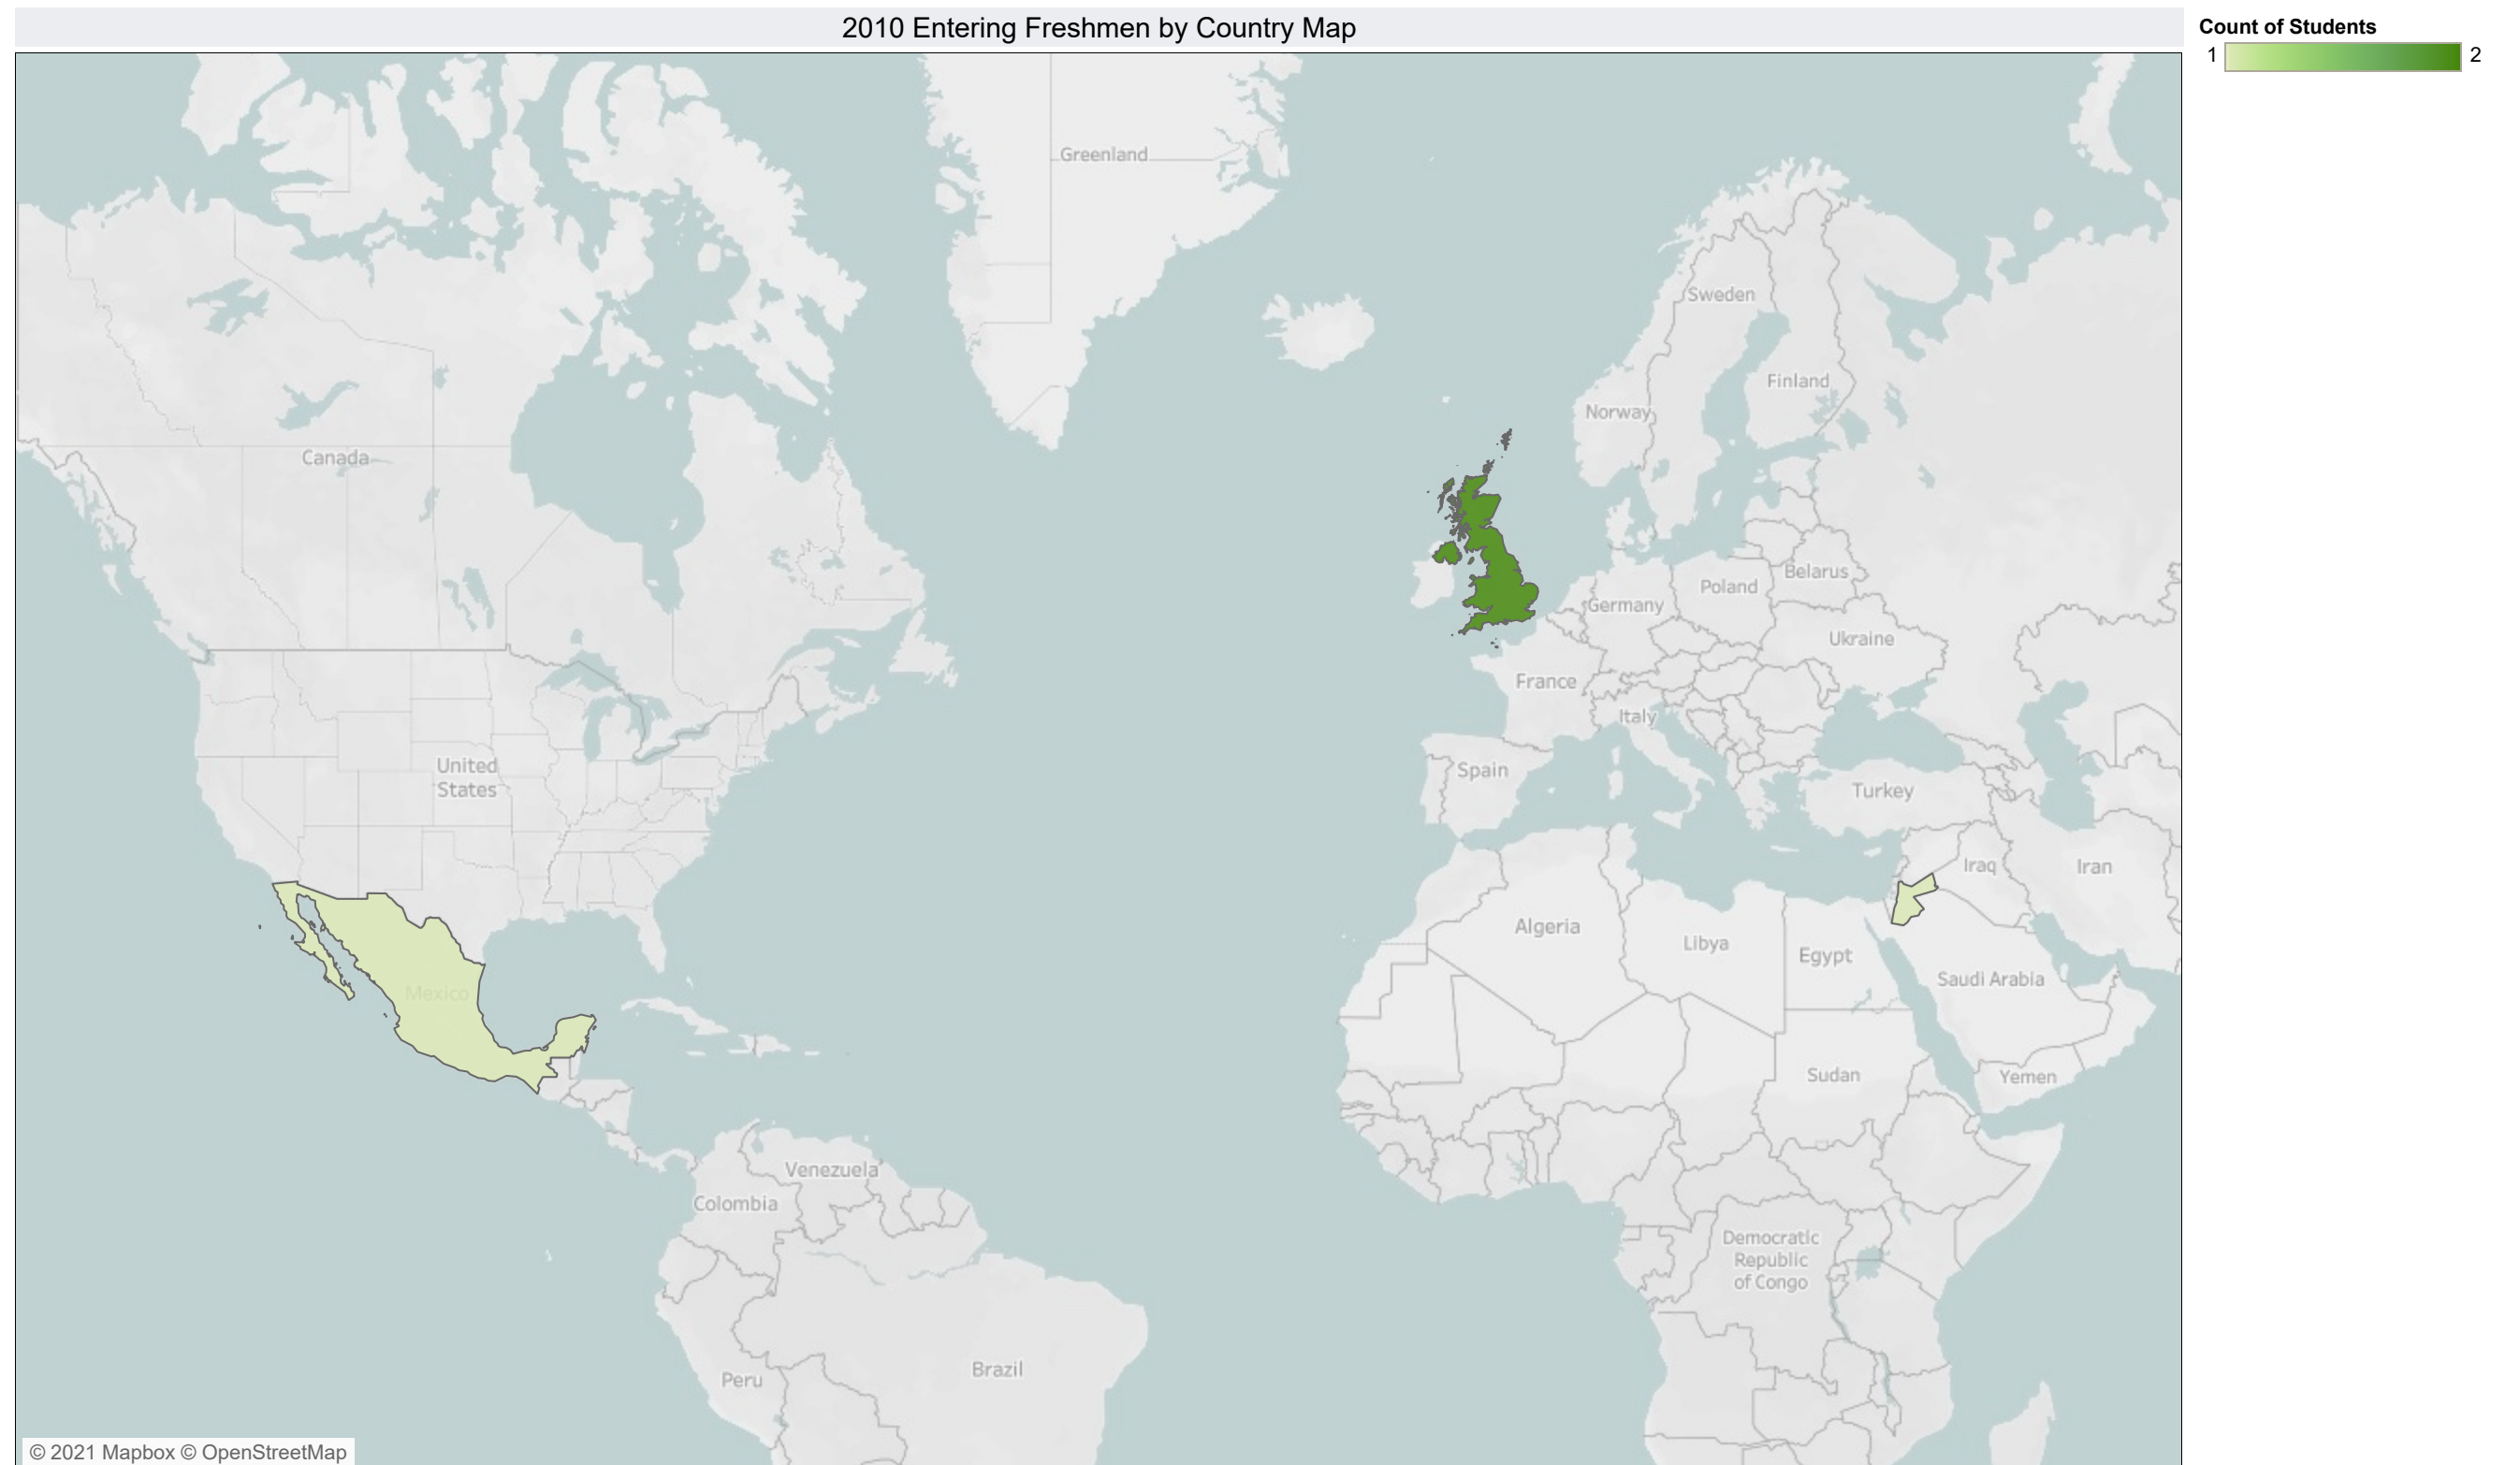 2010 Entering Freshmen by Country Map
Count of Students
1
2
Greenland
Sweden
Finland
Norway
Canada
Belarus
Poland
Germany
Ukraine
France
Italy
United
States
Spain
Turkey
Iraq
Iran
Algeria
Libya
Egypt
Saudi Arabia
Mexico
Sudan
Yemen
Venezuela
Colombia
Democratic
Republic
of Congo
Brazil
Peru
© 2021 Mapbox © OpenStreetMap